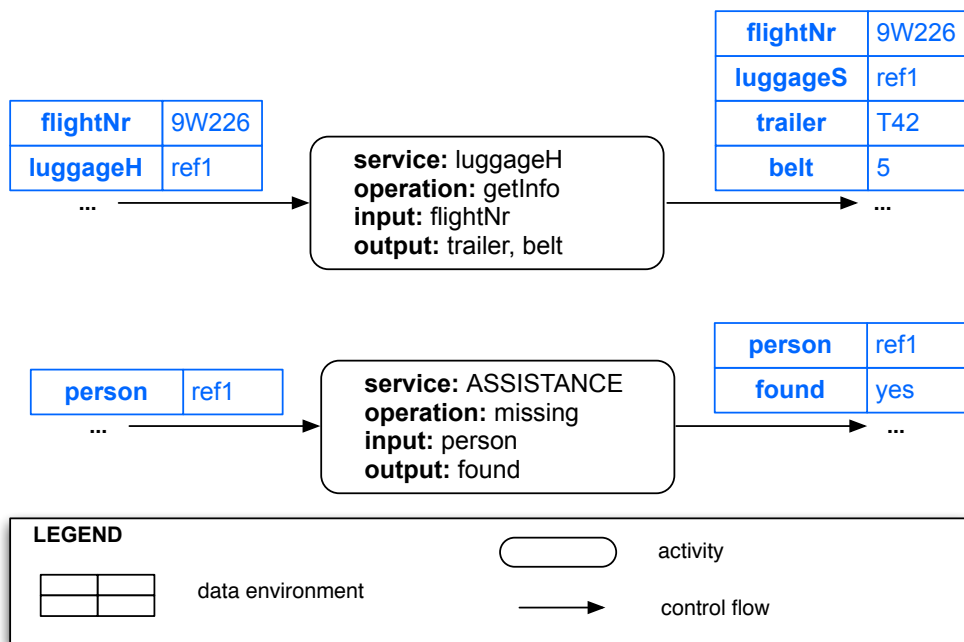 flightNr 9W226
luggageH ref1
...
service: luggageH
operation: getInfo
input: flightNr
output: trailer, belt
flightNr 9W226
luggageS ref1
trailer T42
belt 5
...
person ref1
...
service: ASSISTANCE
operation: missing
input: person
output: found
person ref1
found yes
...
LEGEND
data environment
activity
control flow